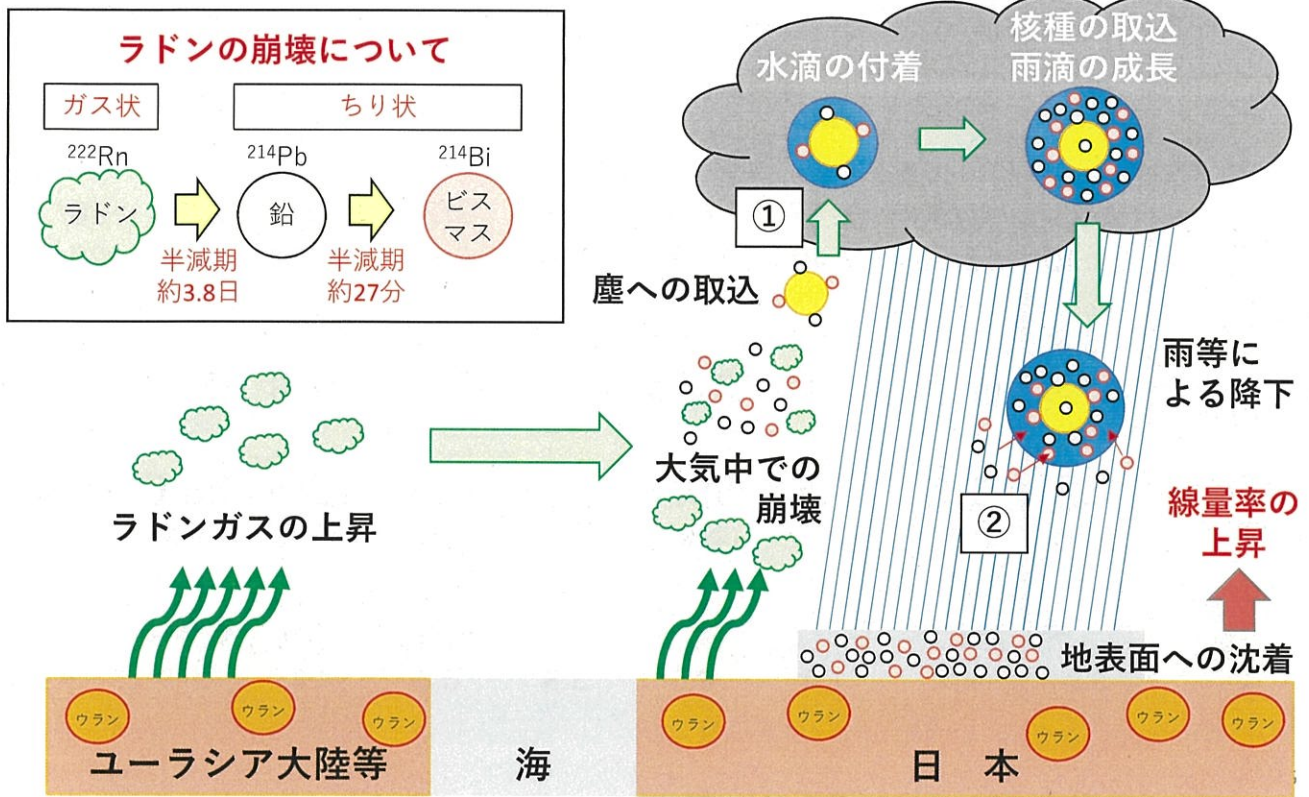 ラドンの崩壊について
ガス状
ちり状
²²²Rn
²¹⁴Pb
²¹⁴Bi
ラドン
鉛
ビス
マス
半減期
約3.8日
半減期
約27分
水滴の付着
核種の取込
雨滴の成長
①
塵への取込
雨等に
よる降下
大気中での
崩壊
②
ラドンガスの上昇
線量率の
上昇
地表面への沈着
ウラン
ウラン
ウラン
ウラン
ウラン
ウラン
ウラン
ウラン
ユーラシア大陸等
海
日 本